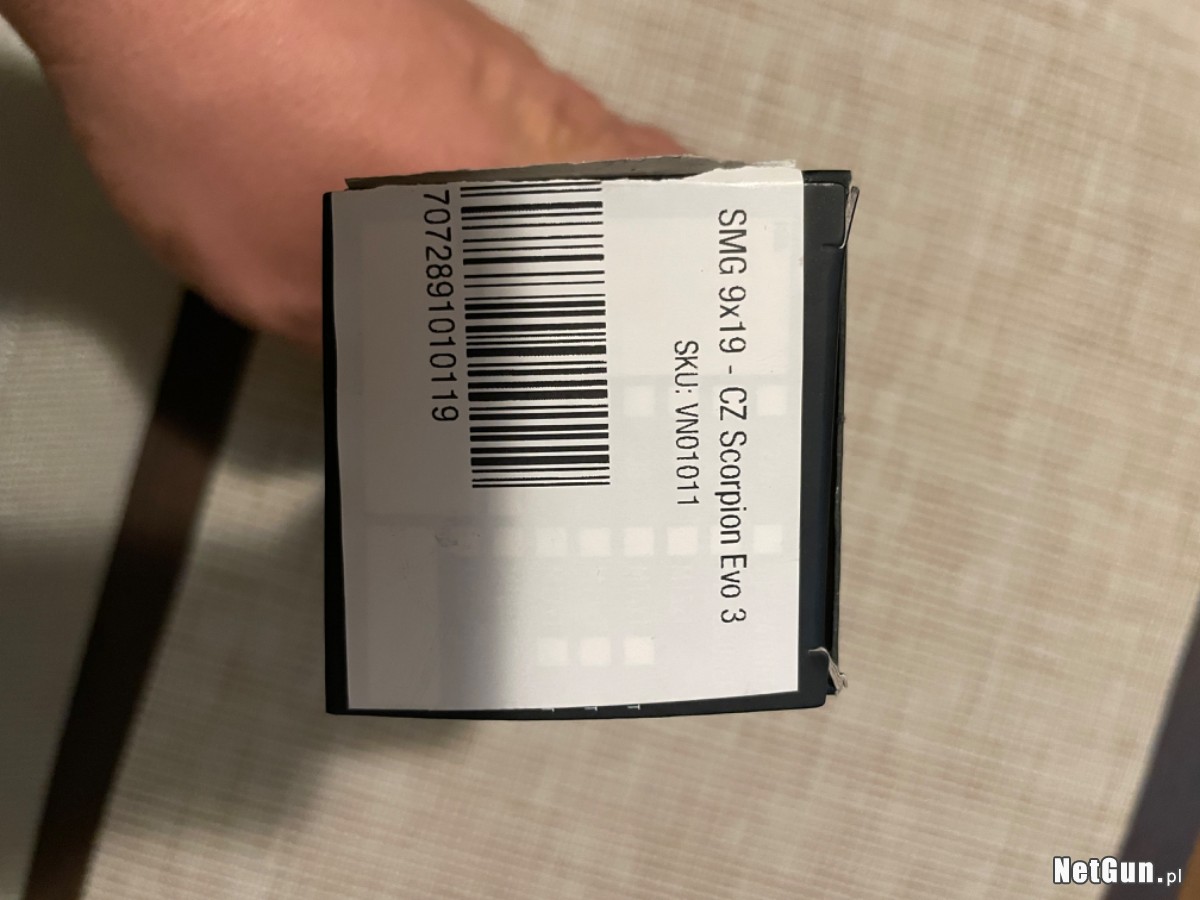 SMG 9x19 - CZ Scorpion Evo 3
SKU: VN01011
7072891010119
NetGun.pl